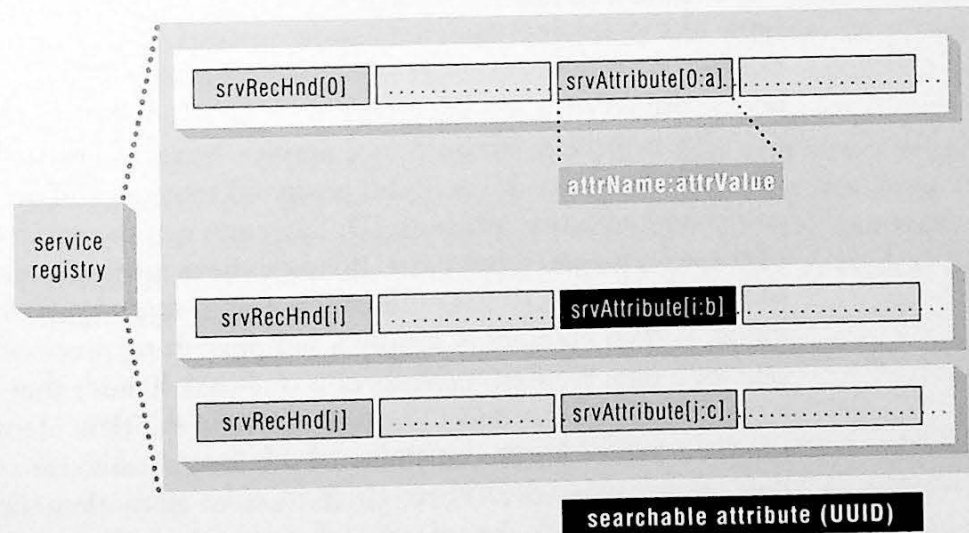 srvRecHnd[0] srvAttribute[0:a]
attrName:attrValue
service
registry
srvRecHnd[i] srvAttribute[i:b]
srvRecHnd[j] srvAttribute[j:c]
searchable attribute (UUID)